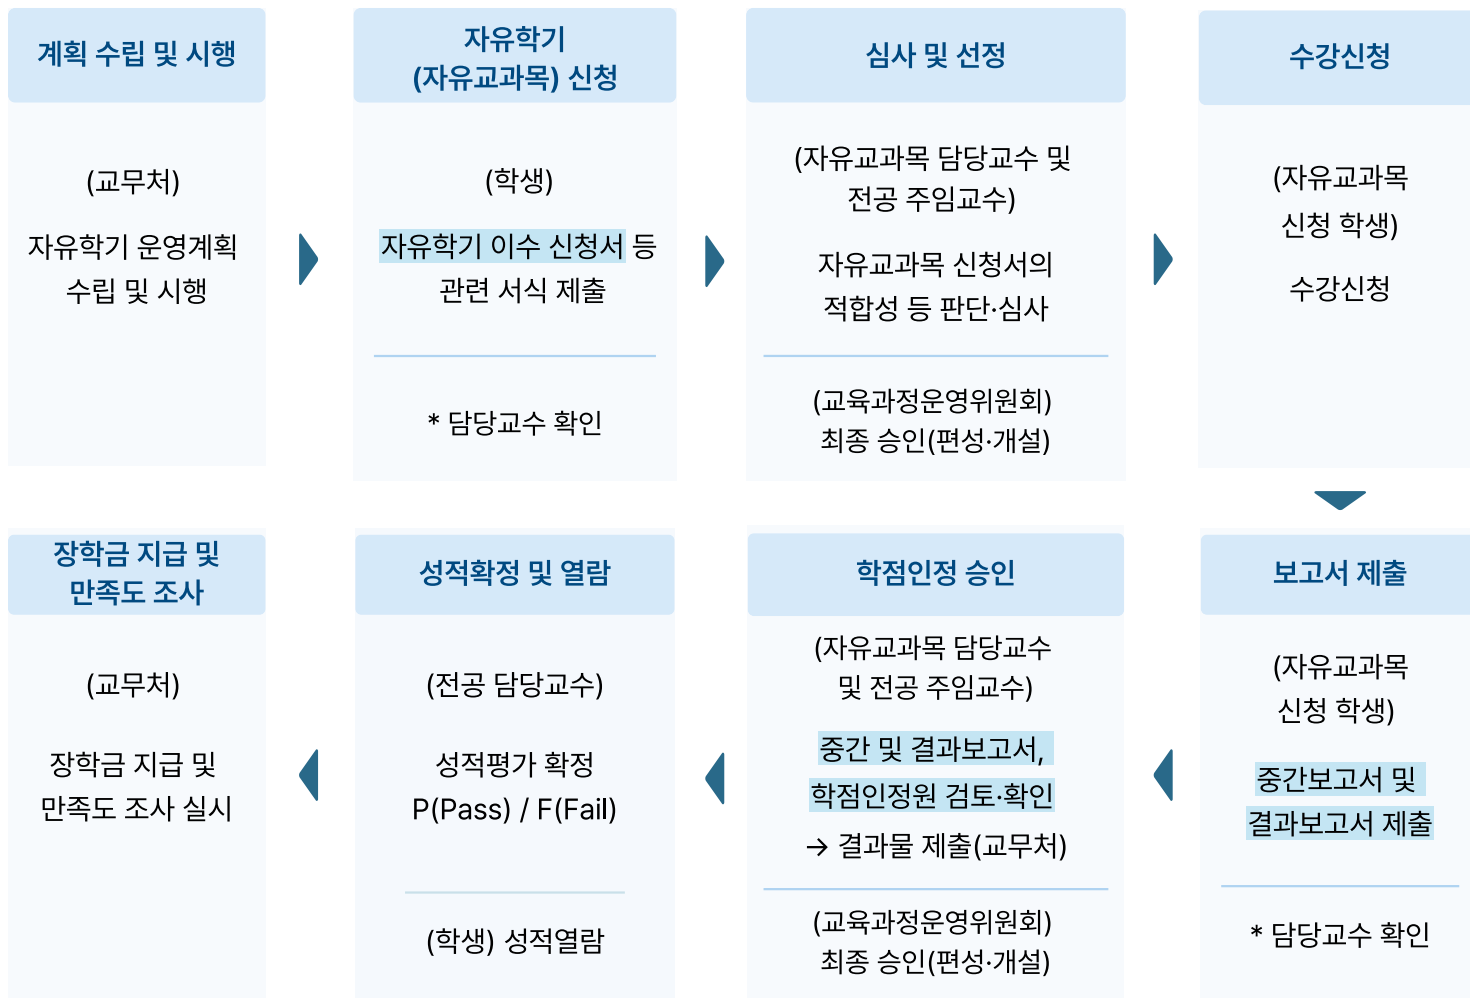 계획 수립 및 시행
(교무처)
자유학기 운영계획
수립 및 시행
자유학기
(자유교과목) 신청
(학생)
자유학기 이수 신청서 등
관련 서식 제출
* 담당교수 확인
심사 및 선정
(자유교과목 담당교수 및
전공 주임교수)
자유교과목 신청서의
적합성 등 판단·심사
(교육과정운영위원회)
최종 승인(편성·개설)
수강신청
(자유교과목
신청 학생)
수강신청
보고서 제출
(자유교과목
신청 학생)
중간보고서 및
결과보고서 제출
* 담당교수 확인
학점인정 승인
(자유교과목 담당교수
및 전공 주임교수)
중간 및 결과보고서,
학점인정원 검토·확인
→ 결과물 제출(교무처)
(교육과정운영위원회)
최종 승인(편성·개설)
성적확정 및 열람
(전공 담당교수)
성적평가 확정
P(Pass) / F(Fail)
(학생) 성적열람
장학금 지급 및
만족도 조사
(교무처)
장학금 지급 및
만족도 조사 실시